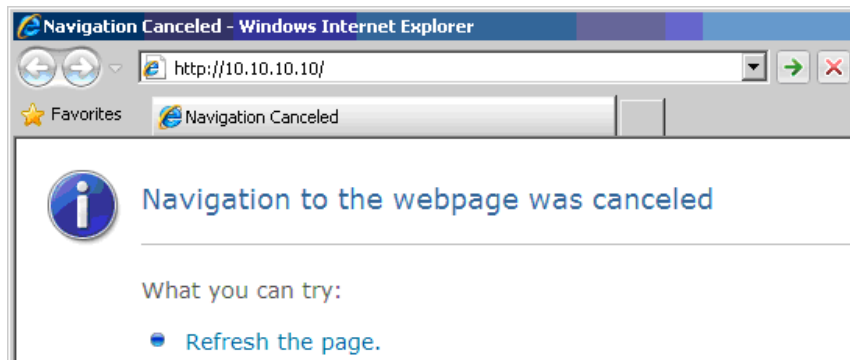 Navigation Canceled - Windows Internet Explorer
http://10.10.10.10/
Favorites
Navigation Canceled
Navigation to the webpage was canceled
What you can try:
Refresh the page.